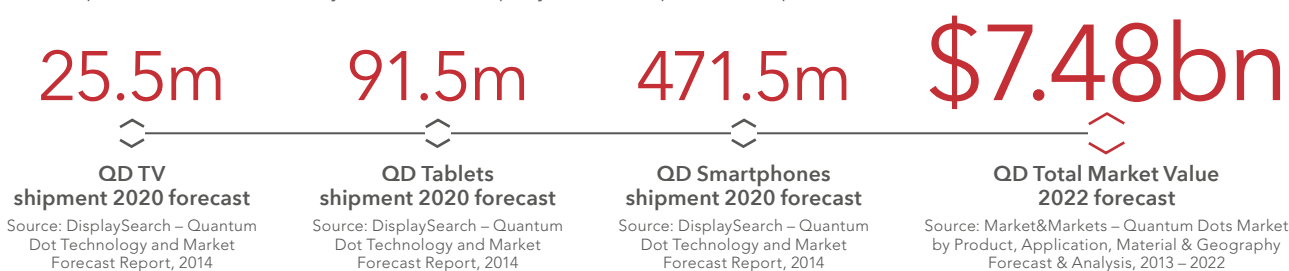 25.5m
QD TV
shipment 2020 forecast
Source: DisplaySearch – Quantum
Dot Technology and Market
Forecast Report, 2014
91.5m
QD Tablets
shipment 2020 forecast
Source: DisplaySearch – Quantum
Dot Technology and Market
Forecast Report, 2014
471.5m
QD Smartphones
shipment 2020 forecast
Source: DisplaySearch – Quantum
Dot Technology and Market
Forecast Report, 2014
$7.48bn
QD Total Market Value
2022 forecast
Source: Market&Markets – Quantum Dots Market
by Product, Application, Material & Geography
Forecast & Analysis, 2013 – 2022